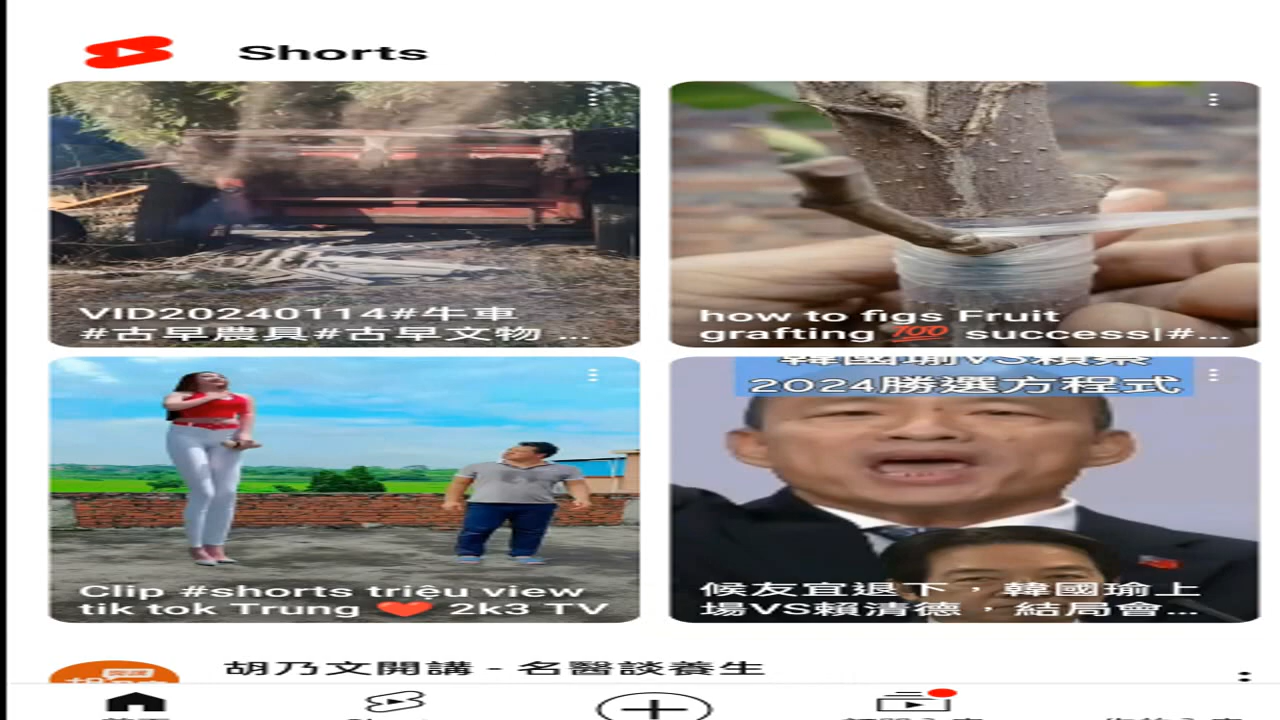 Shorts
VID20240114#牛車
#古早農具#古早文物 ...
how to figs Fruit
grafting 💯 success|#...
2024勝選方程式
Clip #shorts triệu view
tik tok Trung ❤️ 2k3 TV
候友宜退下，韓國瑜上
場VS賴清德，結局會...
胡乃文開講 - 名醫談養生